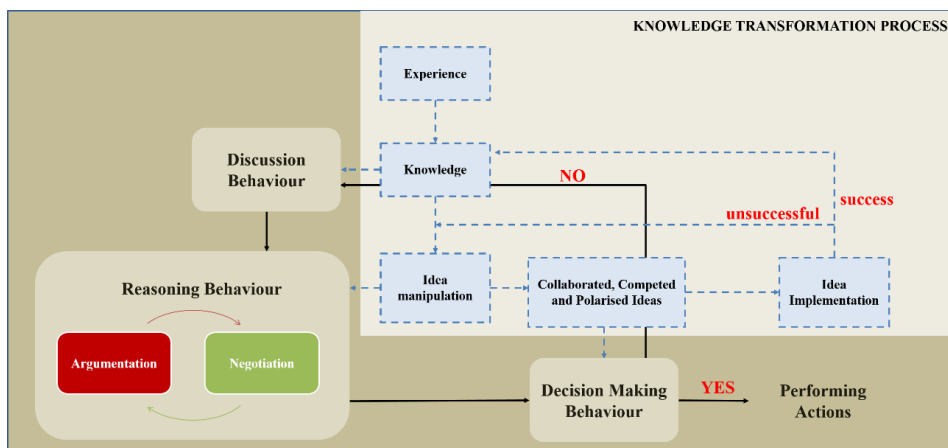 KNOWLEDGE TRANSFORMATION PROCESS
Experience
Discussion
Behaviour
Knowledge
NO
success
unsuccessful
Reasoning Behaviour
Idea
manipulation
Collaborated, Competed
and Polarised Ideas
Idea
Implementation
Argumentation
Negotiation
Decision Making
Behaviour
YES
Performing
Actions